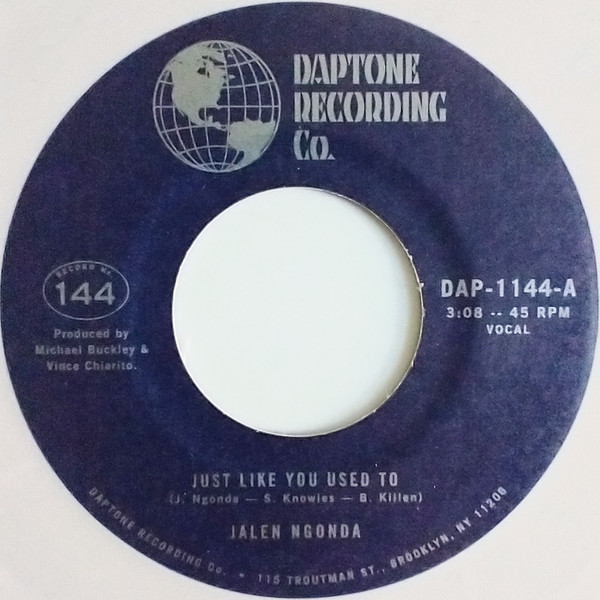 DAPTONE
RECORDING
Co.
RECORD No.
144
Produced by
Michael Buckley &
Vince Chiarito.
DAP-1144-A
3:08 -- 45 RPM
VOCAL
JUST LIKE YOU USED TO
(J. Ngonda — S. Knowles — B. Killen)
JALEN NGONDA
DAPTONE RECORDING Co. • 115 TROUTMAN ST., BROOKLYN, NY 11206